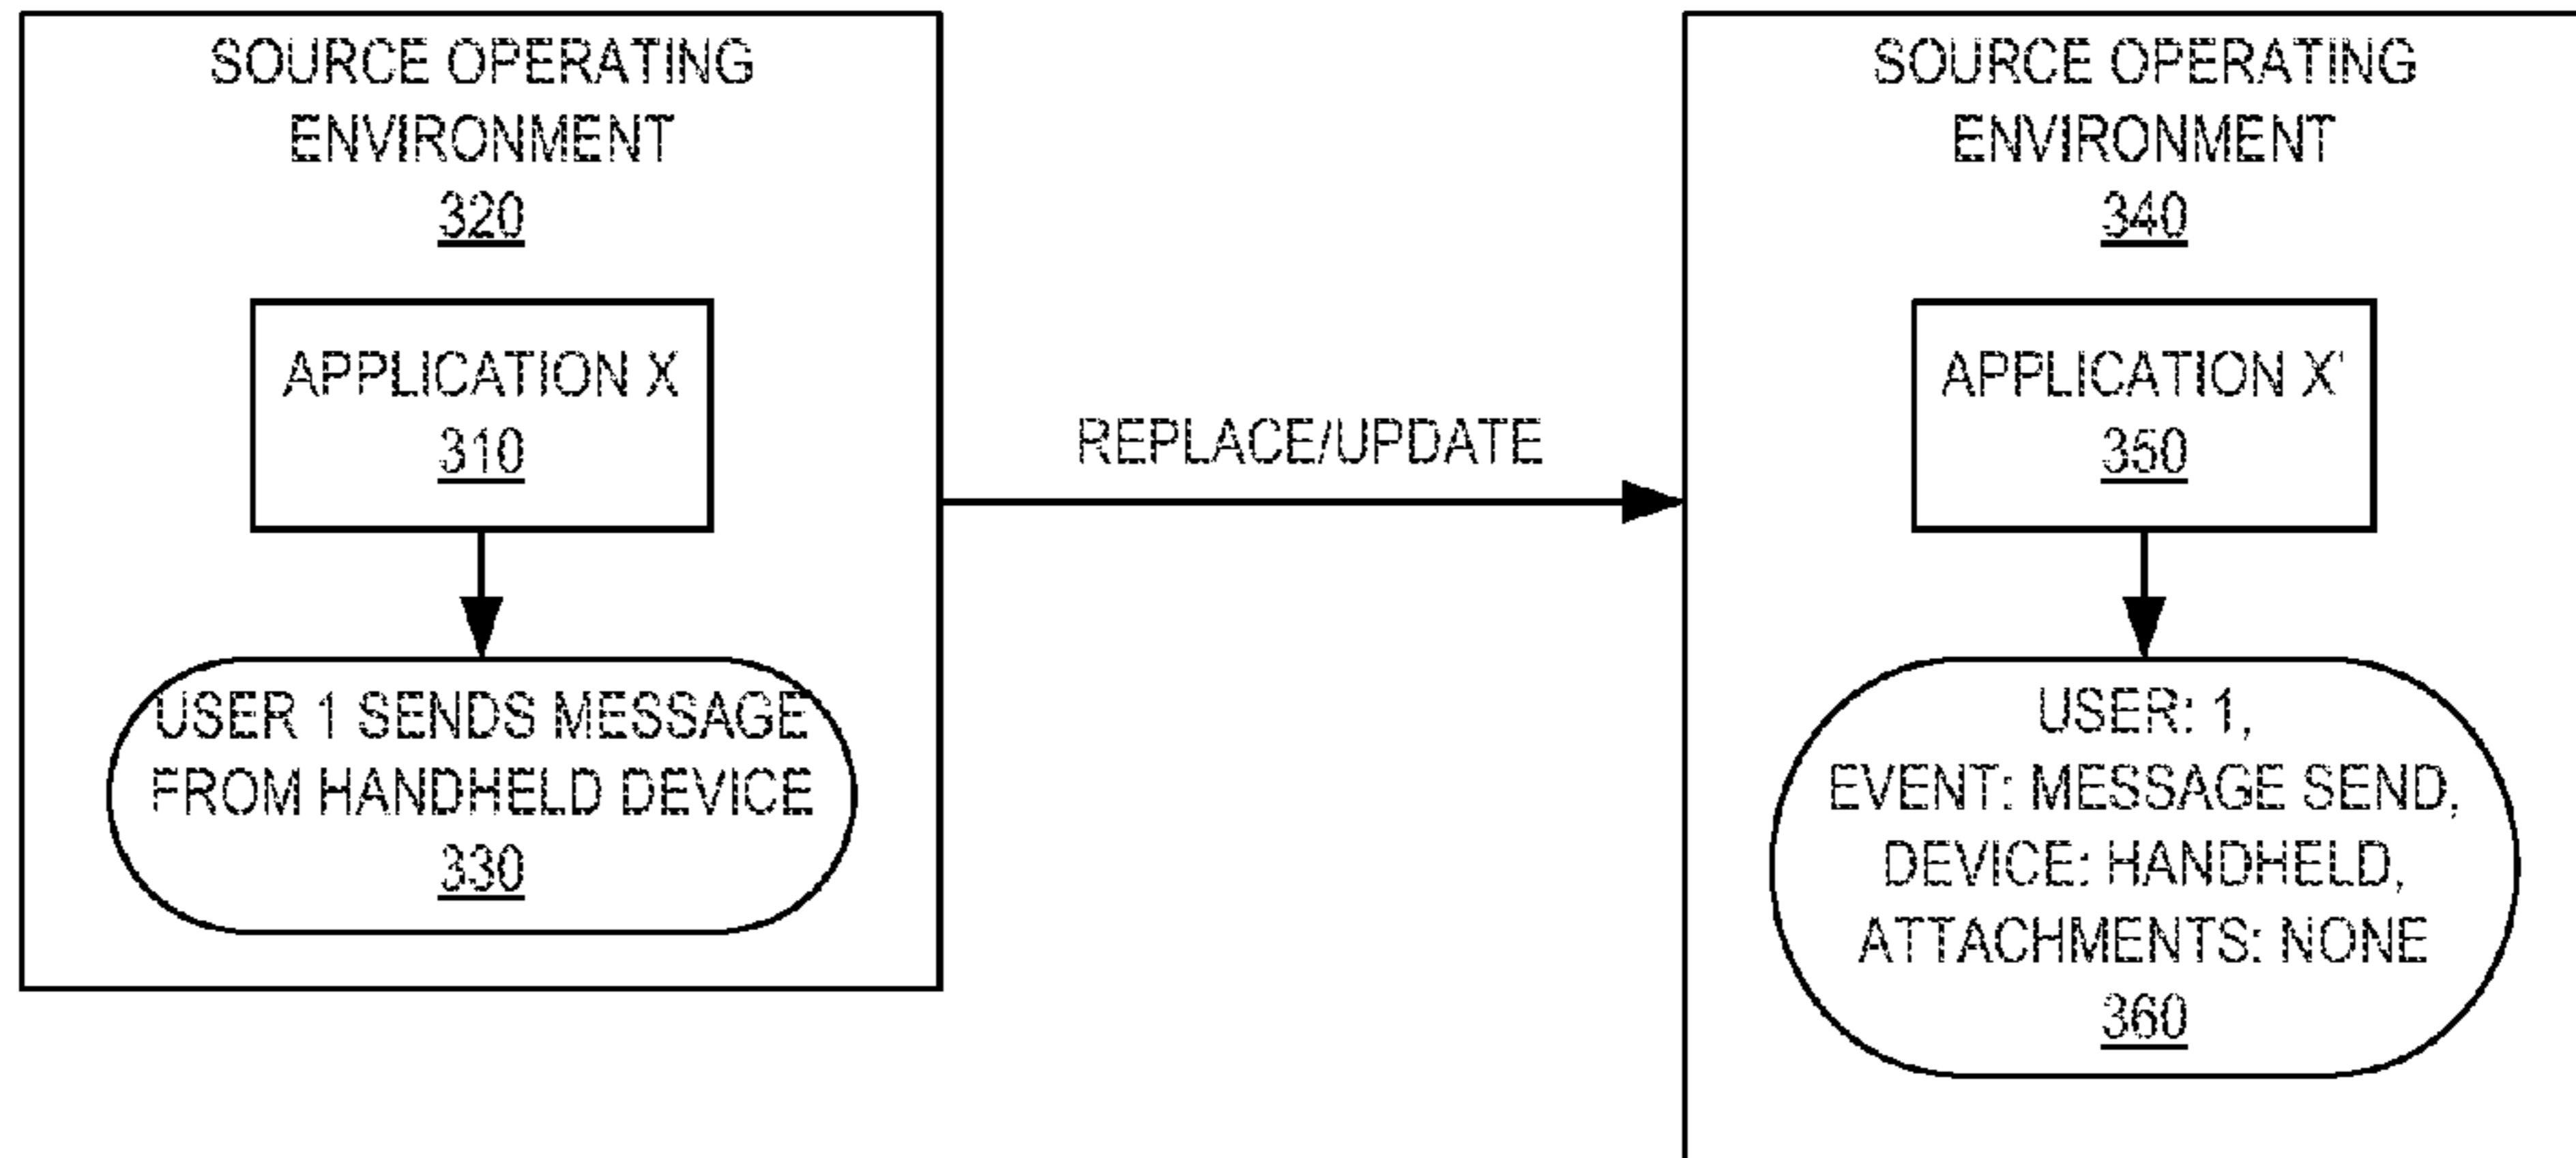 SOURCE OPERATING
ENVIRONMENT
320
APPLICATION X
310
USER 1 SENDS MESSAGE
FROM HANDHELD DEVICE
330
REPLACE/UPDATE
SOURCE OPERATING
ENVIRONMENT
340
APPLICATION X'
350
USER: 1,
EVENT: MESSAGE SEND,
DEVICE: HANDHELD,
ATTACHMENTS: NONE
360